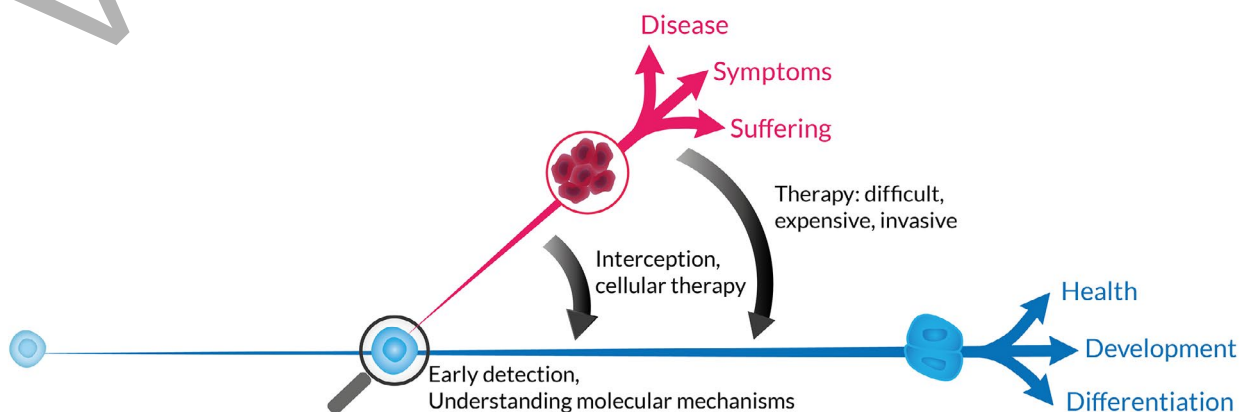 Disease
Symptoms
Suffering
Therapy: difficult,
expensive, invasive
Interception,
cellular therapy
Health
Development
Differentiation
Early detection,
Understanding molecular mechanisms